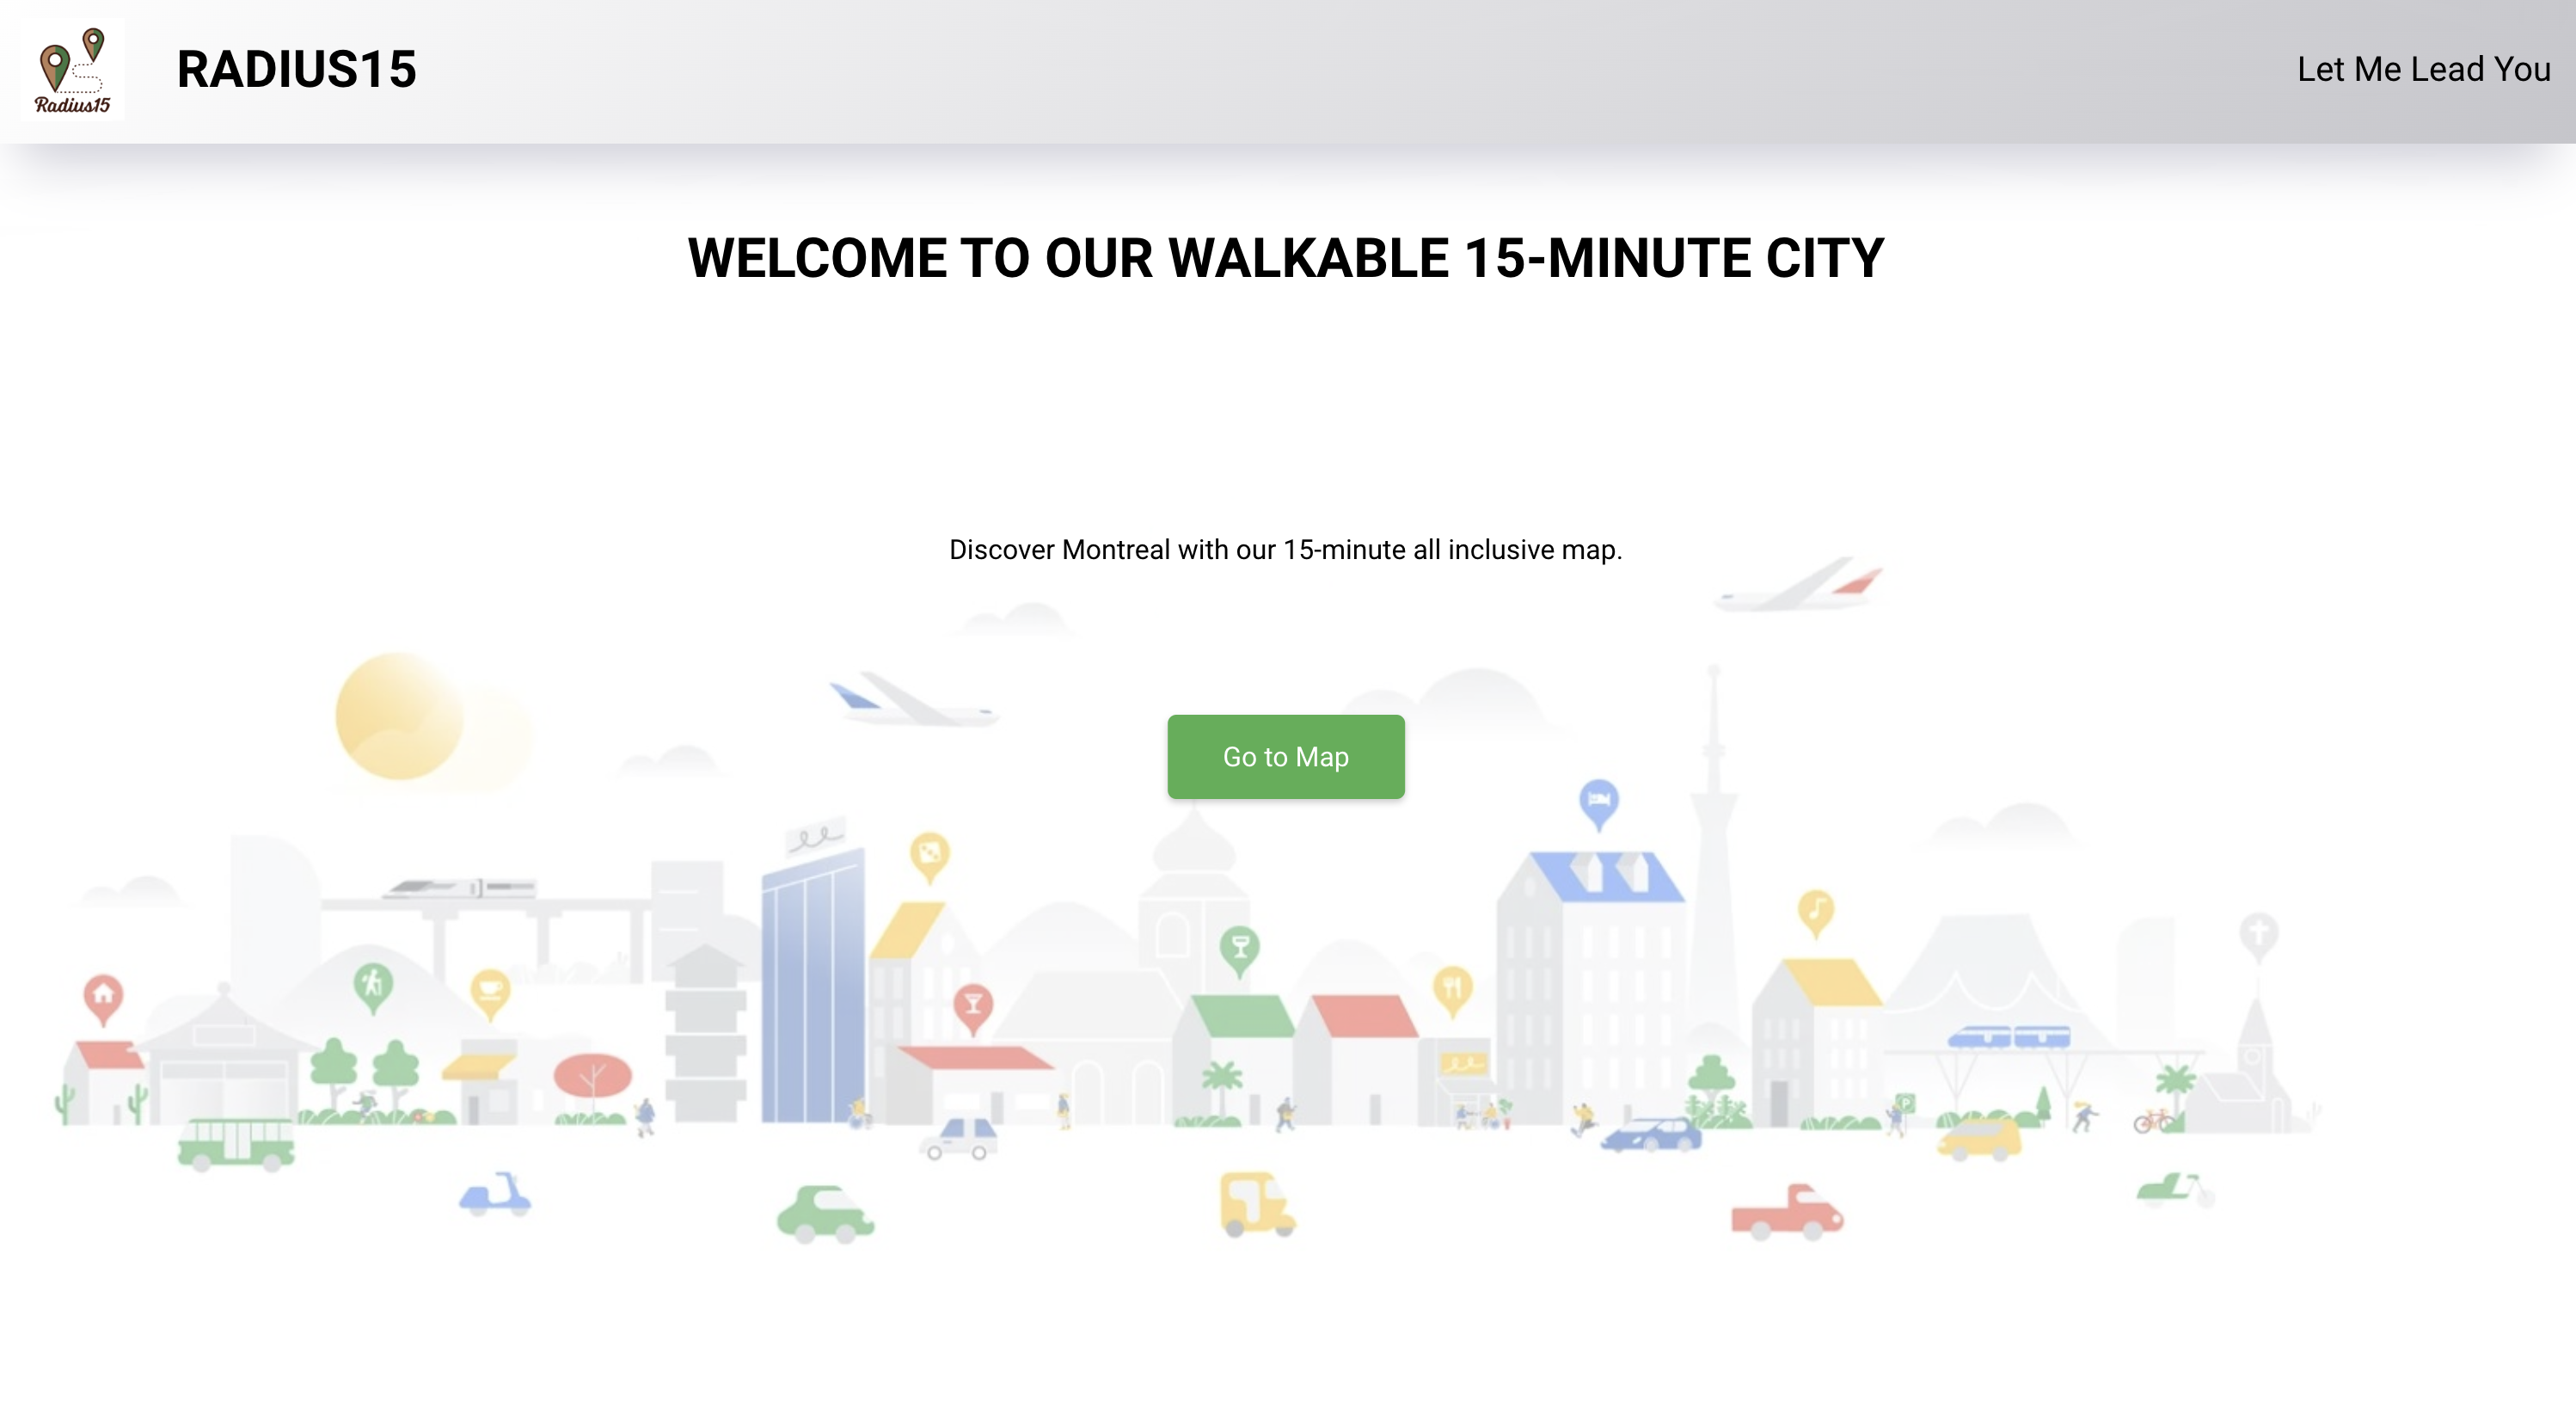 Radius15
RADIUS15
Let Me Lead You
WELCOME TO OUR WALKABLE 15-MINUTE CITY
Discover Montreal with our 15-minute all inclusive map.
Go to Map
P